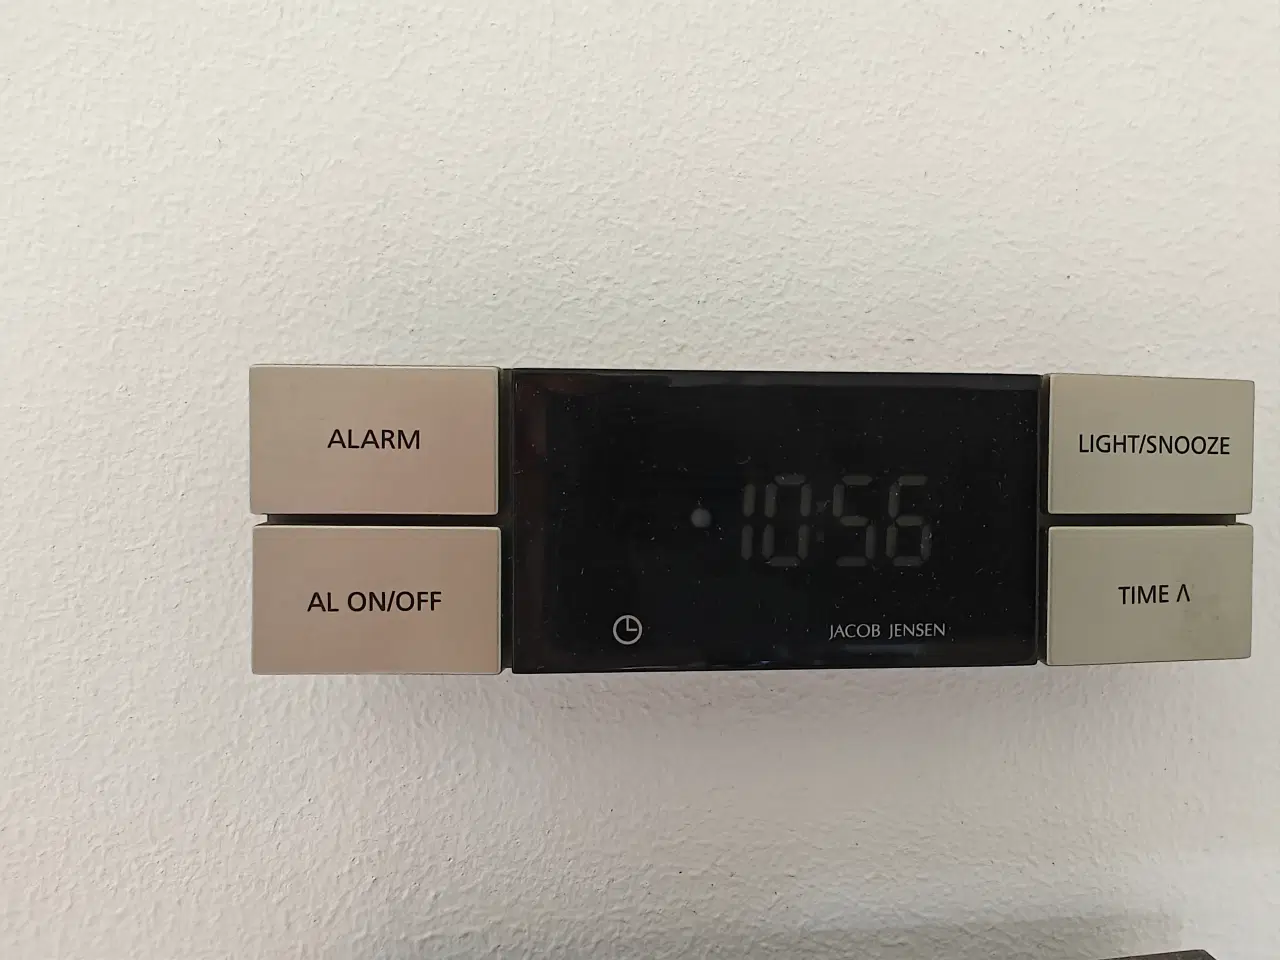 ALARM
LIGHT/SNOOZE
10:56
AL ON/OFF
TIME Λ
JACOB JENSEN